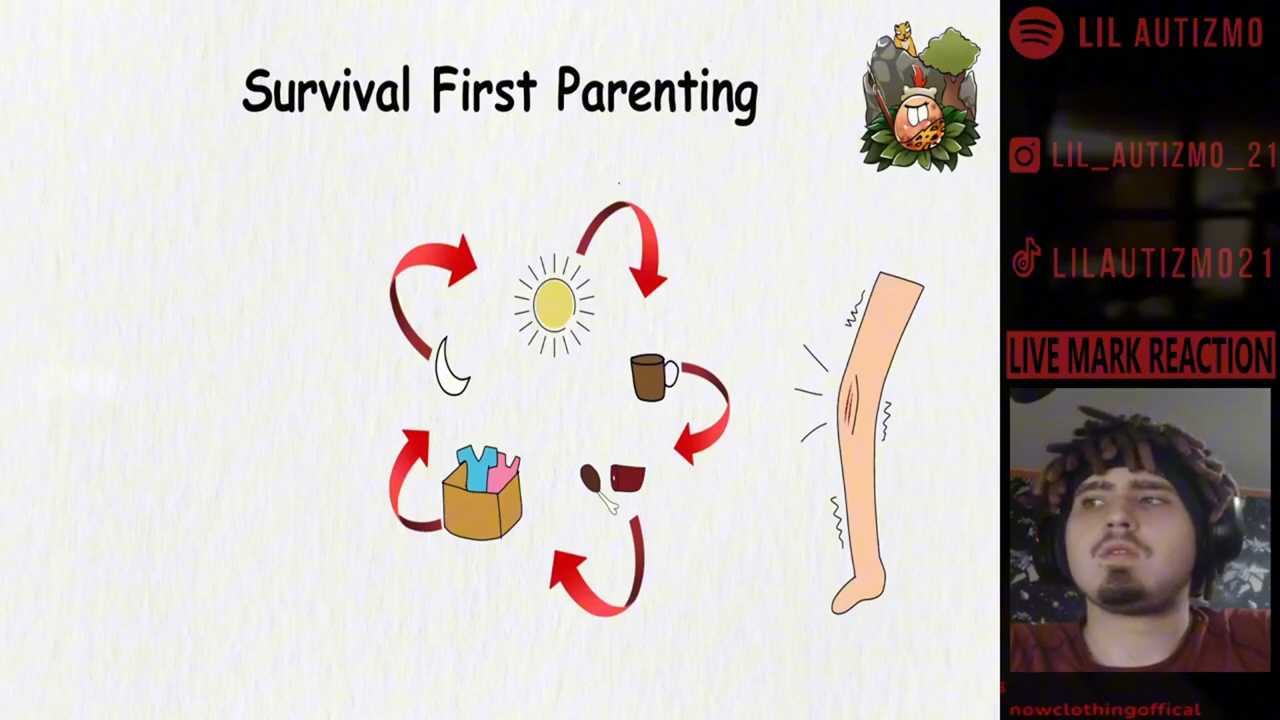 Survival First Parenting
LIL AUTIZMO
LIL_AUTIZMO_21
LILAUTIZMO21
LIVE MARK REACTION
nowclothingoffical